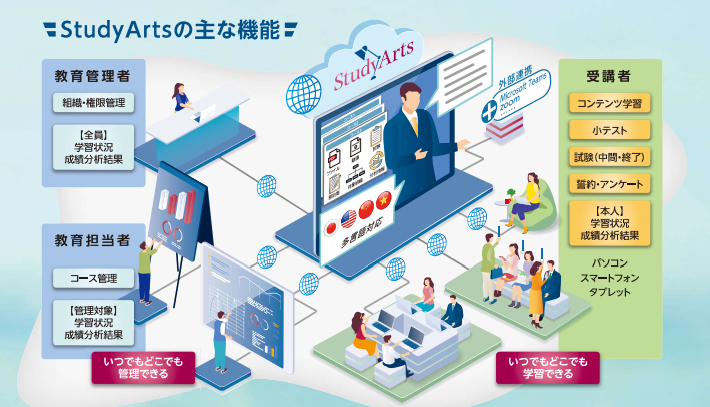 StudyArtsの主な機能
StudyArts
教育管理者
組織・権限管理
【全員】
学習状況
成績分析結果
教育担当者
コース管理
【管理対象】
学習状況
成績分析結果
いつでもどこでも
管理できる
ファイル
多言語対応
外部連携
Microsoft Teams
zoom
受講者
コンテンツ学習
小テスト
試験（中間・終了）
誓約・アンケート
【本人】
学習状況
成績分析結果
パソコン
スマートフォン
タブレット
いつでもどこでも
学習できる